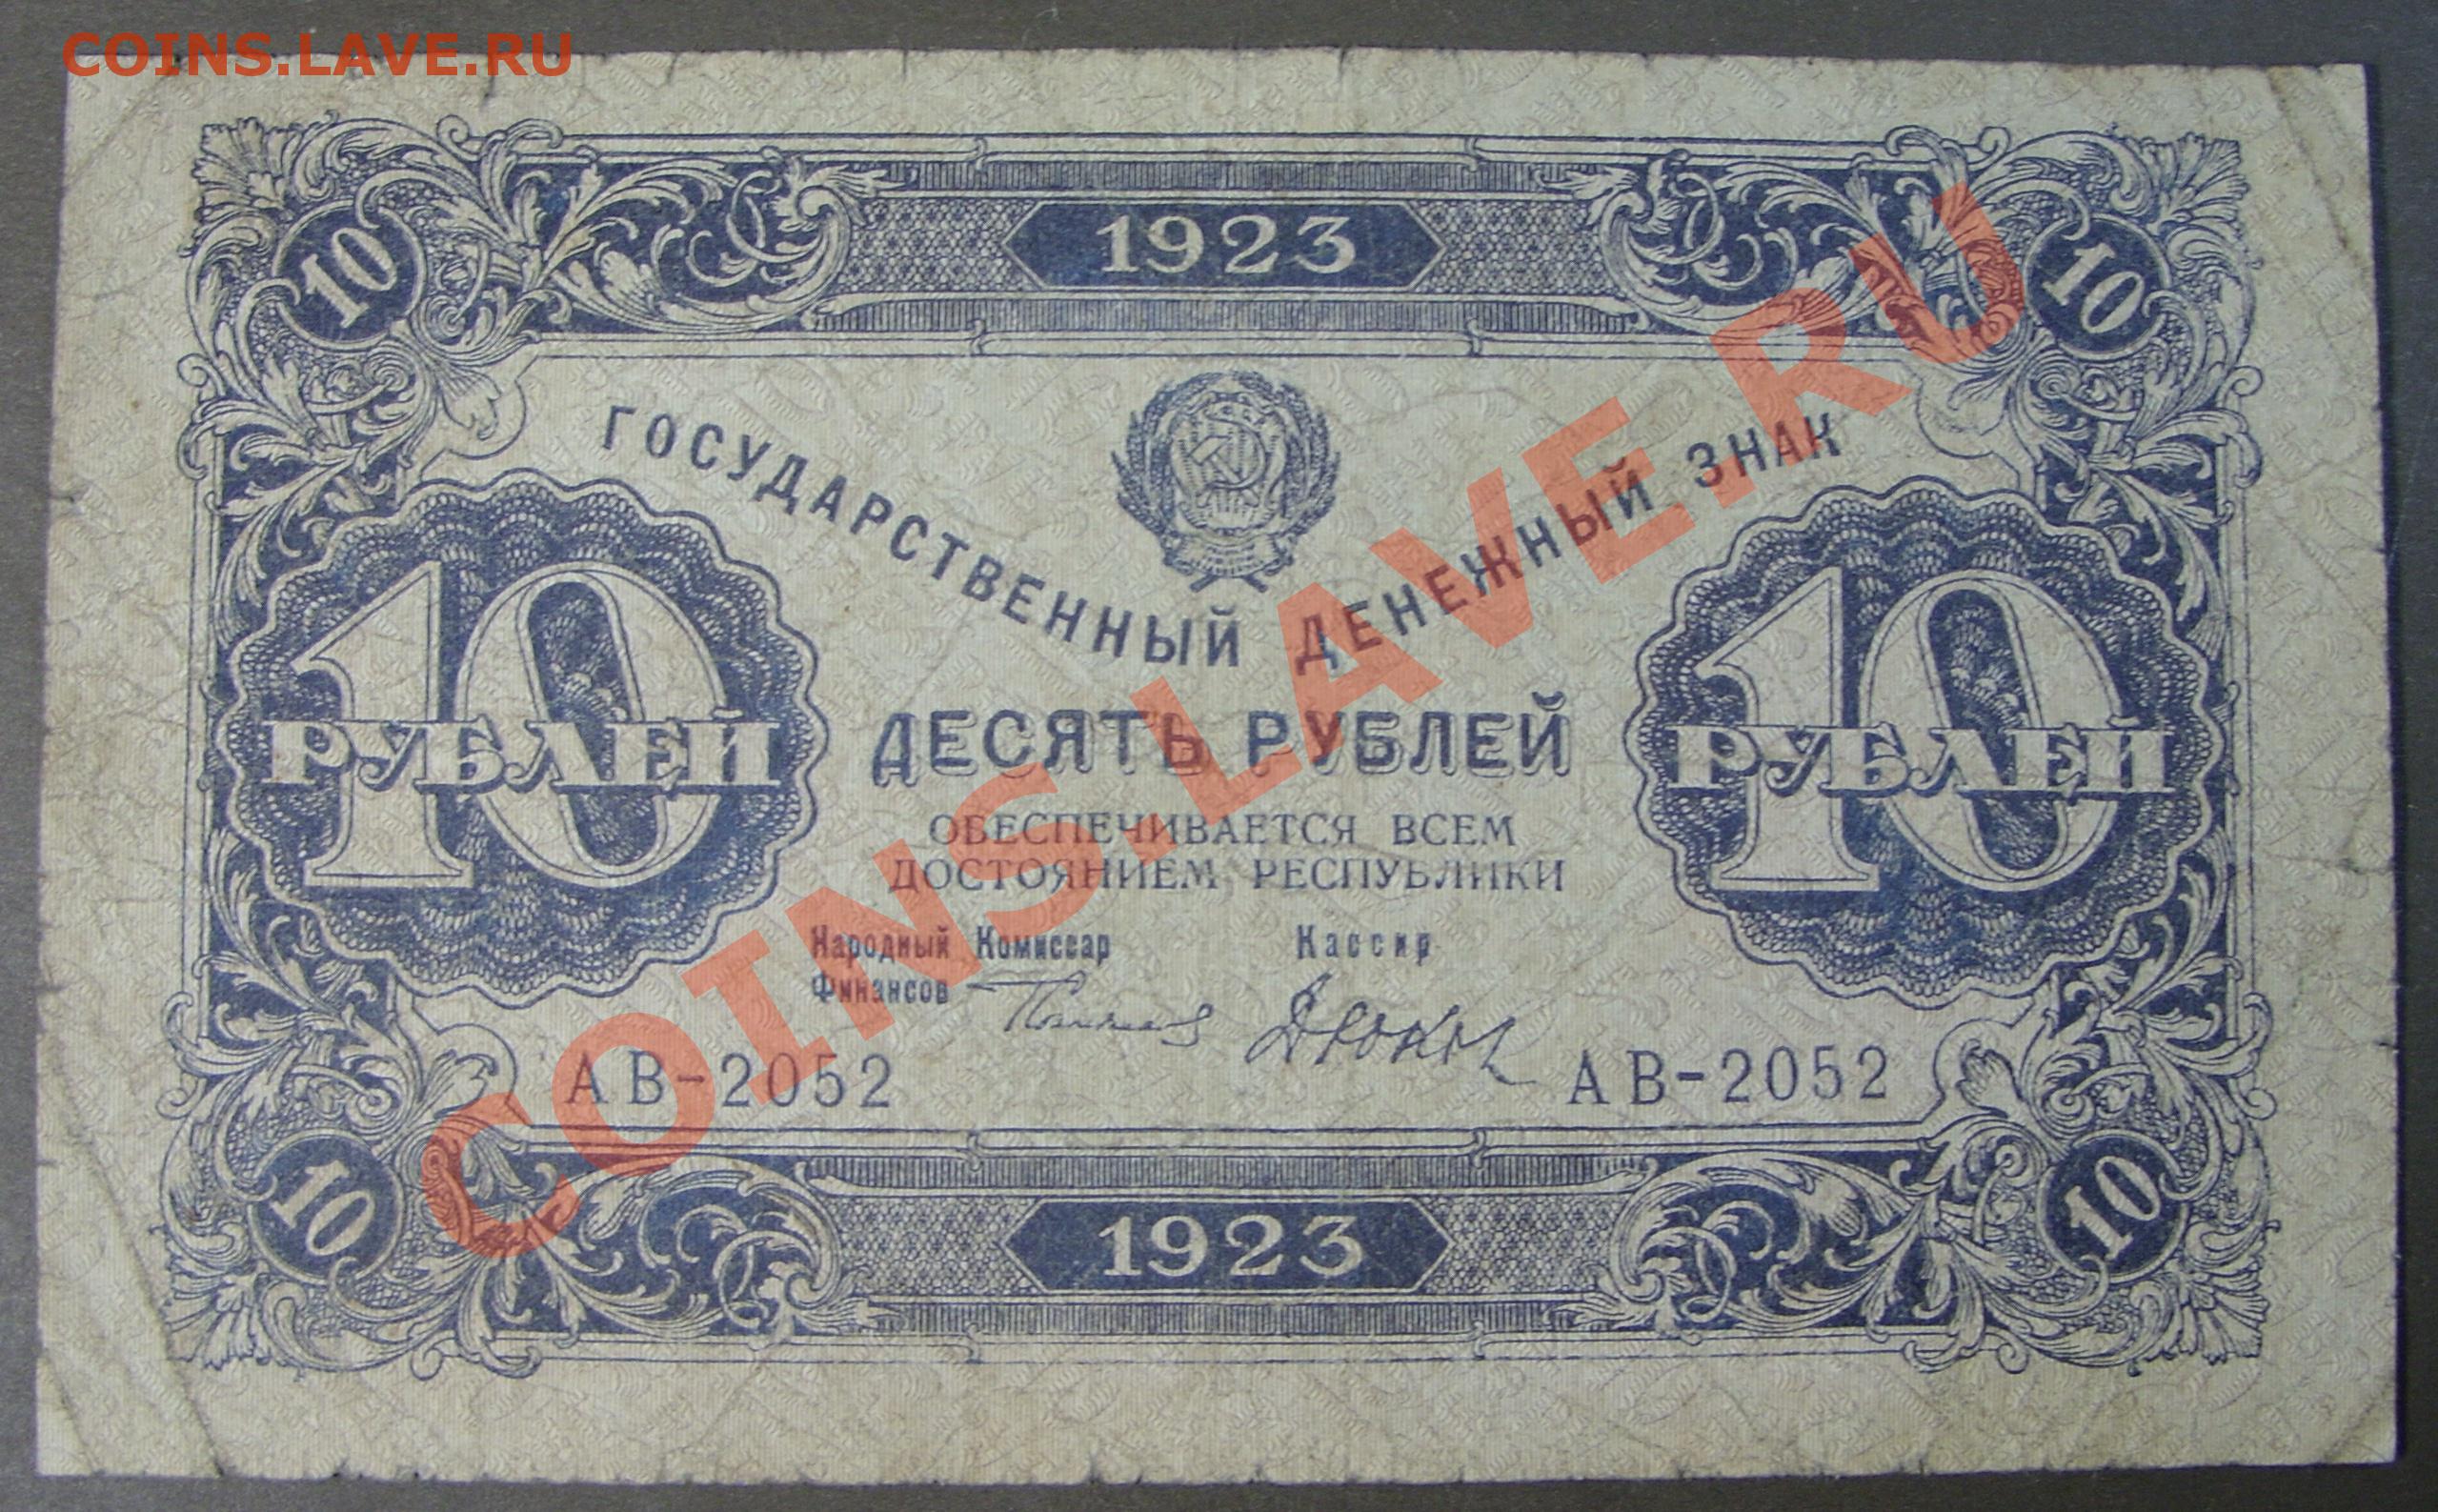 COINS.LAVE.RU
1923
10 10
ГОСУДАРСТВЕННЫЙ ДЕНЕЖНЫЙ ЗНАК
10 10
РУБЛЕЙ РУБЛЕЙ
ДЕСЯТЬ РУБЛЕЙ
ОБЕСПЕЧИВАЕТСЯ ВСЕМ
ДОСТОЯНИЕМ РЕСПУБЛИКИ
Народный Комиссар Кассир
Финансов
АВ-2052 АВ-2052
10 10
1923
COINS.LAVE.RU